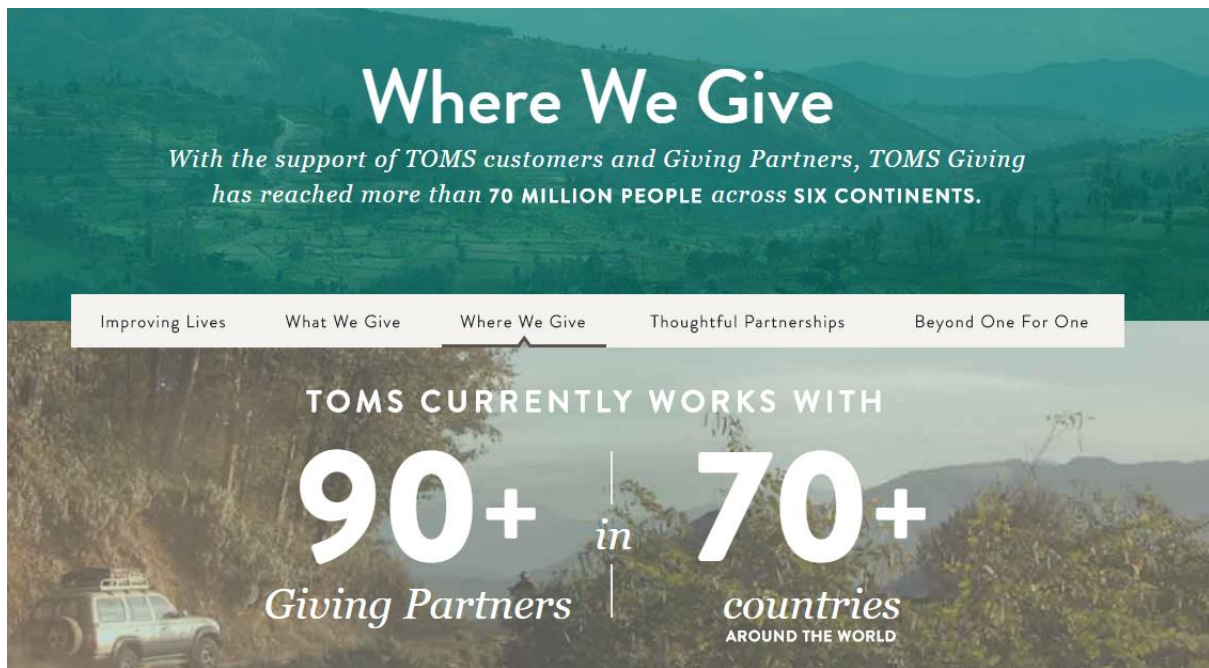 Where We Give
With the support of TOMS customers and Giving Partners, TOMS Giving
has reached more than 70 MILLION PEOPLE across SIX CONTINENTS.
Improving Lives
What We Give
Where We Give
Thoughtful Partnerships
Beyond One For One
TOMS CURRENTLY WORKS WITH
90+
Giving Partners
in
70+
countries
AROUND THE WORLD